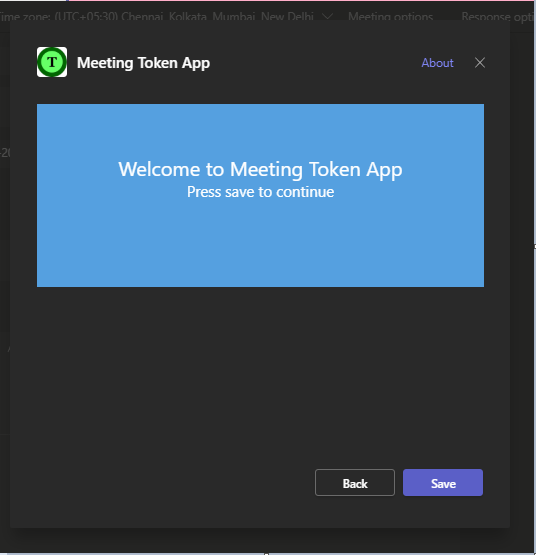 Time zone: (UTC+05:30) Chennai, Kolkata, Mumbai, New Delhi Meeting options Response opti
T Meeting Token App About
Welcome to Meeting Token App
Press save to continue
Back Save